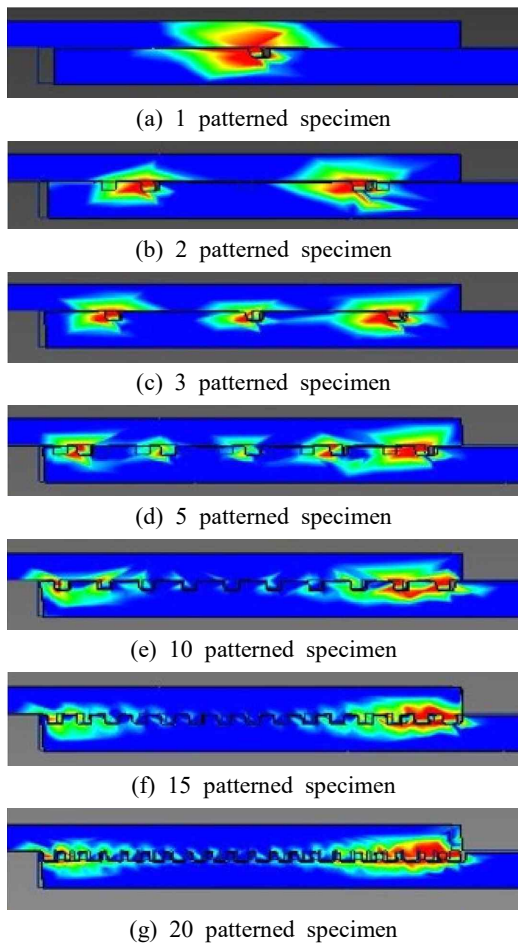 (a) 1 patterned specimen
(b) 2 patterned specimen
(c) 3 patterned specimen
(d) 5 patterned specimen
(e) 10 patterned specimen
(f) 15 patterned specimen
(g) 20 patterned specimen